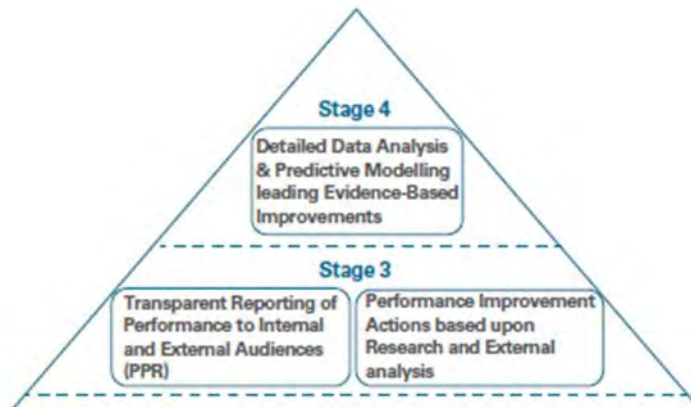 Stage 4
Detailed Data Analysis
& Predictive Modelling
leading Evidence-Based
Improvements
Stage 3
Transparent Reporting of
Performance to Internal
and External Audiences
(PPR)
Performance Improvement
Actions based upon
Research and External
analysis